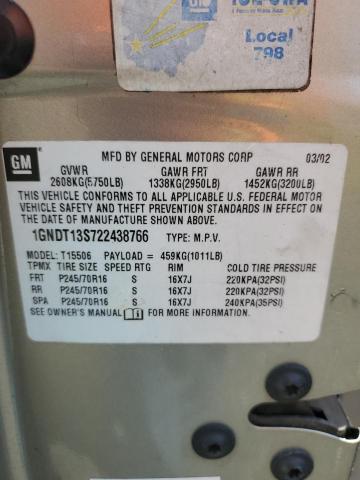 GM
Local
798
GM
MFD BY GENERAL MOTORS CORP 03/02
GVWR GAWR FRT GAWR RR
2608KG(5750LB) 1338KG(2950LB) 1452KG(3200LB)
THIS VEHICLE CONFORMS TO ALL APPLICABLE U.S. FEDERAL MOTOR
VEHICLE SAFETY AND THEFT PREVENTION STANDARDS IN EFFECT ON
THE DATE OF MANUFACTURE SHOWN ABOVE.
1GNDT13S722438766 TYPE: M.P.V.
MODEL: T15506 PAYLOAD = 459KG(1011LB)
TPMX TIRE SIZE SPEED RTG RIM COLD TIRE PRESSURE
FRT P245/70R16 S 16X7J 220KPA(32PSI)
RR P245/70R16 S 16X7J 220KPA(32PSI)
SPA P245/70R16 S 16X7J 240KPA(35PSI)
SEE OWNER'S MANUAL FOR MORE INFORMATION